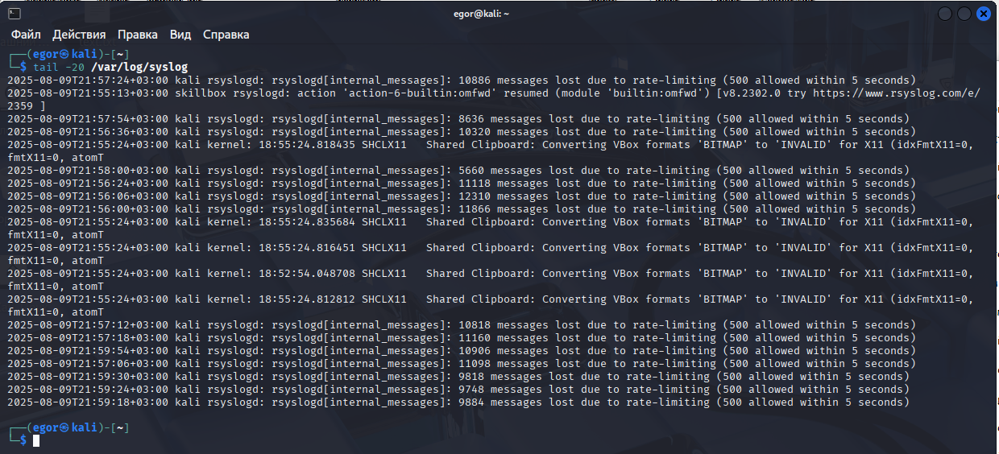 egor@kali: ~
Файл Действия Правка Вид Справка
┌──(egor㉿kali)-[~]
└─$ tail -20 /var/log/syslog
2025-08-09T21:57:24+03:00 kali rsyslogd: rsyslogd[internal_messages]: 10886 messages lost due to rate-limiting (500 allowed within 5 seconds)
2025-08-09T21:55:13+03:00 skillbox rsyslogd: action 'action-6-builtin:omfwd' resumed (module 'builtin:omfwd') [v8.2302.0 try https://www.rsyslog.com/e/
2359 ]
2025-08-09T21:57:54+03:00 kali rsyslogd: rsyslogd[internal_messages]: 8636 messages lost due to rate-limiting (500 allowed within 5 seconds)
2025-08-09T21:56:36+03:00 kali rsyslogd: rsyslogd[internal_messages]: 10320 messages lost due to rate-limiting (500 allowed within 5 seconds)
2025-08-09T21:55:24+03:00 kali kernel: 18:55:24.818435 SHCLX11   Shared Clipboard: Converting VBox formats 'BITMAP' to 'INVALID' for X11 (idxFmtX11=0,
fmtX11=0, atomT
2025-08-09T21:58:00+03:00 kali rsyslogd: rsyslogd[internal_messages]: 5660 messages lost due to rate-limiting (500 allowed within 5 seconds)
2025-08-09T21:56:24+03:00 kali rsyslogd: rsyslogd[internal_messages]: 11118 messages lost due to rate-limiting (500 allowed within 5 seconds)
2025-08-09T21:56:06+03:00 kali rsyslogd: rsyslogd[internal_messages]: 12310 messages lost due to rate-limiting (500 allowed within 5 seconds)
2025-08-09T21:56:00+03:00 kali rsyslogd: rsyslogd[internal_messages]: 11866 messages lost due to rate-limiting (500 allowed within 5 seconds)
2025-08-09T21:55:24+03:00 kali kernel: 18:55:24.835684 SHCLX11   Shared Clipboard: Converting VBox formats 'BITMAP' to 'INVALID' for X11 (idxFmtX11=0,
fmtX11=0, atomT
2025-08-09T21:55:24+03:00 kali kernel: 18:55:24.816451 SHCLX11   Shared Clipboard: Converting VBox formats 'BITMAP' to 'INVALID' for X11 (idxFmtX11=0,
fmtX11=0, atomT
2025-08-09T21:55:24+03:00 kali kernel: 18:52:54.048708 SHCLX11   Shared Clipboard: Converting VBox formats 'BITMAP' to 'INVALID' for X11 (idxFmtX11=0,
fmtX11=0, atomT
2025-08-09T21:55:24+03:00 kali kernel: 18:55:24.812812 SHCLX11   Shared Clipboard: Converting VBox formats 'BITMAP' to 'INVALID' for X11 (idxFmtX11=0,
fmtX11=0, atomT
2025-08-09T21:57:12+03:00 kali rsyslogd: rsyslogd[internal_messages]: 10818 messages lost due to rate-limiting (500 allowed within 5 seconds)
2025-08-09T21:57:18+03:00 kali rsyslogd: rsyslogd[internal_messages]: 11160 messages lost due to rate-limiting (500 allowed within 5 seconds)
2025-08-09T21:59:54+03:00 kali rsyslogd: rsyslogd[internal_messages]: 10906 messages lost due to rate-limiting (500 allowed within 5 seconds)
2025-08-09T21:57:06+03:00 kali rsyslogd: rsyslogd[internal_messages]: 11098 messages lost due to rate-limiting (500 allowed within 5 seconds)
2025-08-09T21:59:30+03:00 kali rsyslogd: rsyslogd[internal_messages]: 9818 messages lost due to rate-limiting (500 allowed within 5 seconds)
2025-08-09T21:59:24+03:00 kali rsyslogd: rsyslogd[internal_messages]: 9748 messages lost due to rate-limiting (500 allowed within 5 seconds)
2025-08-09T21:59:18+03:00 kali rsyslogd: rsyslogd[internal_messages]: 9884 messages lost due to rate-limiting (500 allowed within 5 seconds)
┌──(egor㉿kali)-[~]
└─$